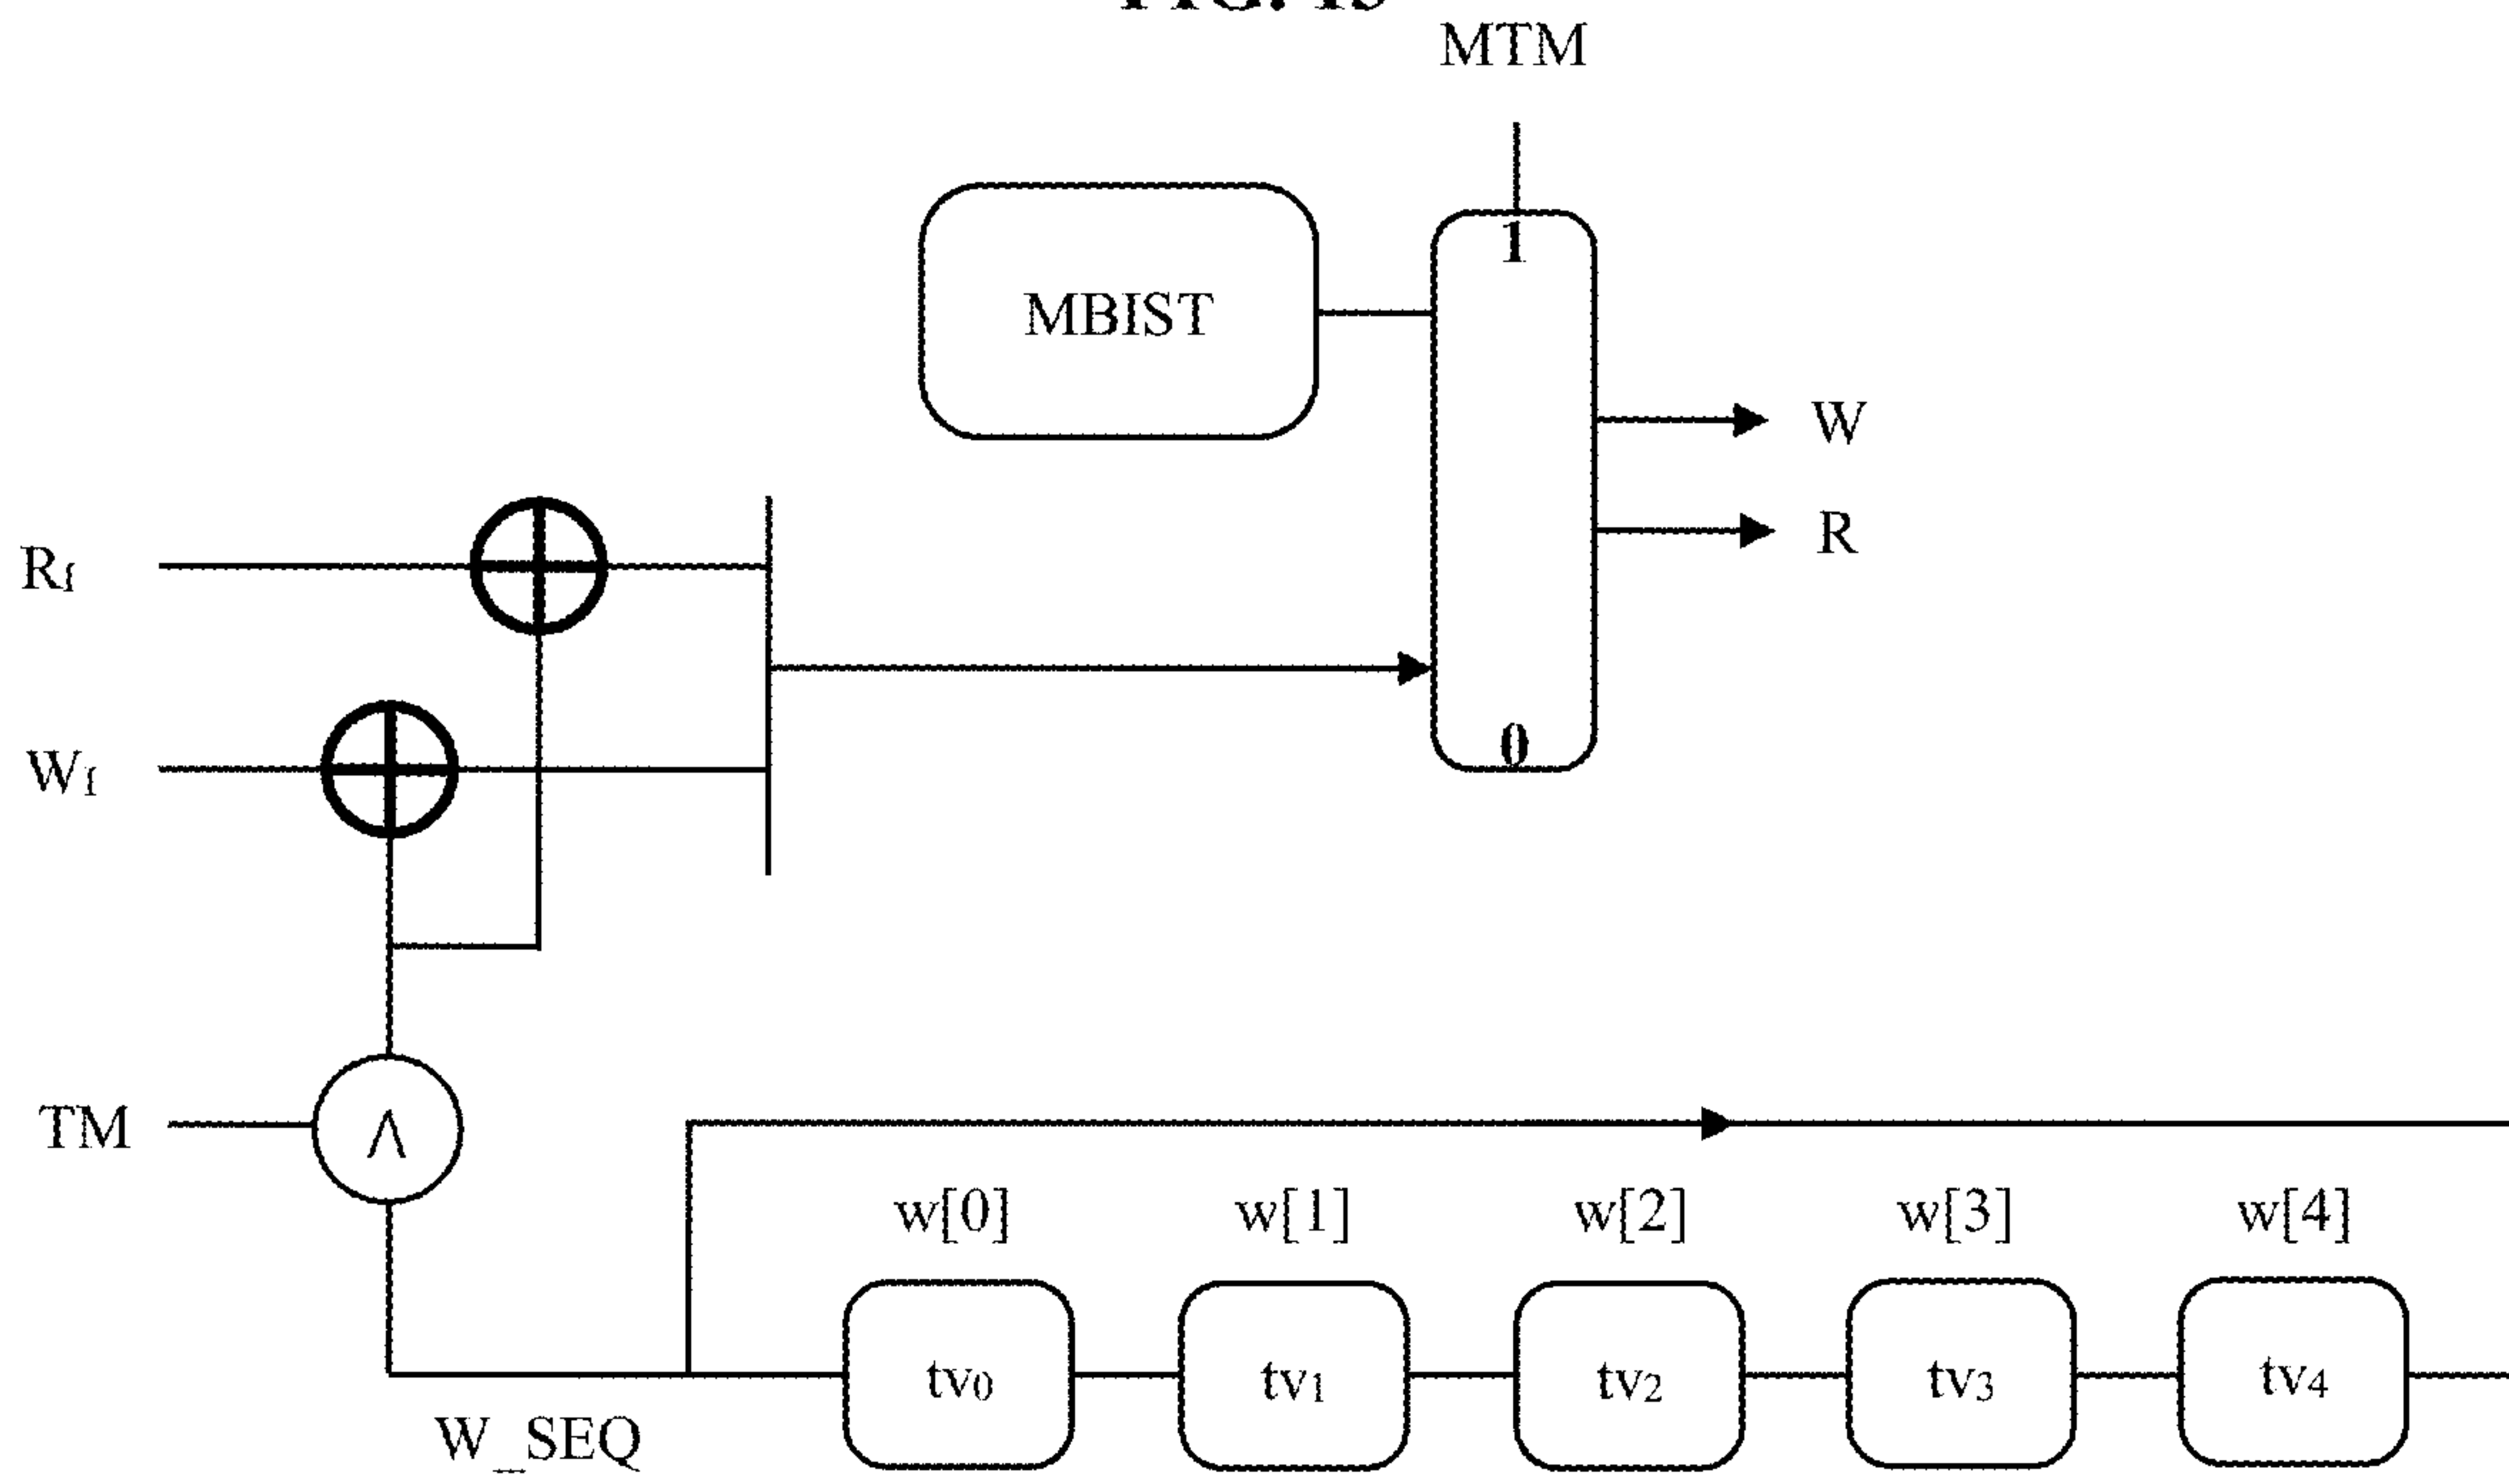 MTM
1
MBIST
W
R
Rf
Wf
0
TM
∧
w[0] w[1] w[2] w[3] w[4]
tv0 tv1 tv2 tv3 tv4
W_SEQ